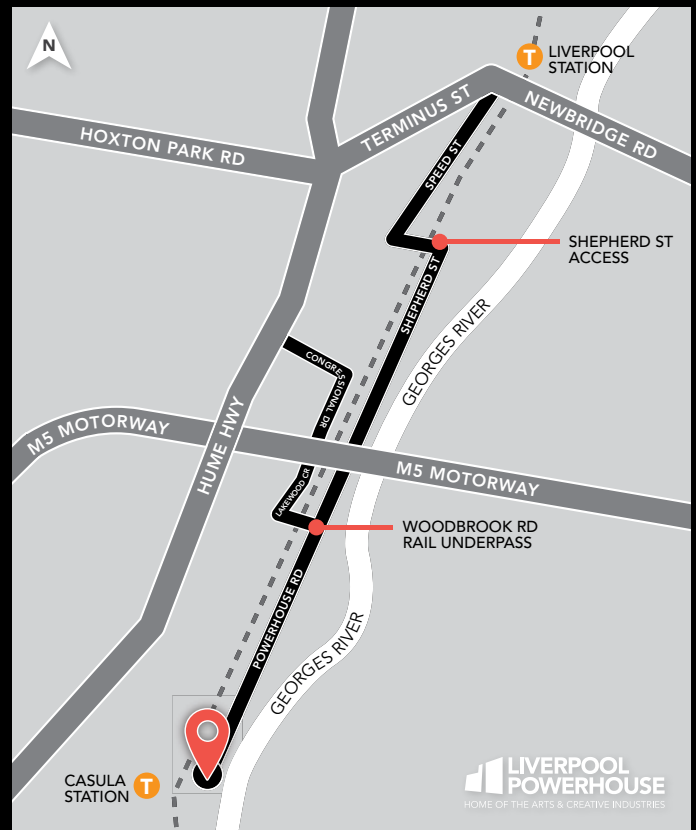 N
T
LIVERPOOL
STATION
HOXTON PARK RD
TERMINUS ST
NEWBRIDGE RD
SPEED ST
SHEPHERD ST
ACCESS
SHEPHERD ST
GEORGES RIVER
CONGRESSIONAL DR
HUME HWY
M5 MOTORWAY
M5 MOTORWAY
LAKEWOOD CR
WOODBROOK RD
RAIL UNDERPASS
POWERHOUSE RD
GEORGES RIVER
CASULA
STATION
T
LIVERPOOL
POWERHOUSE
HOME OF THE ARTS & CREATIVE INDUSTRIES